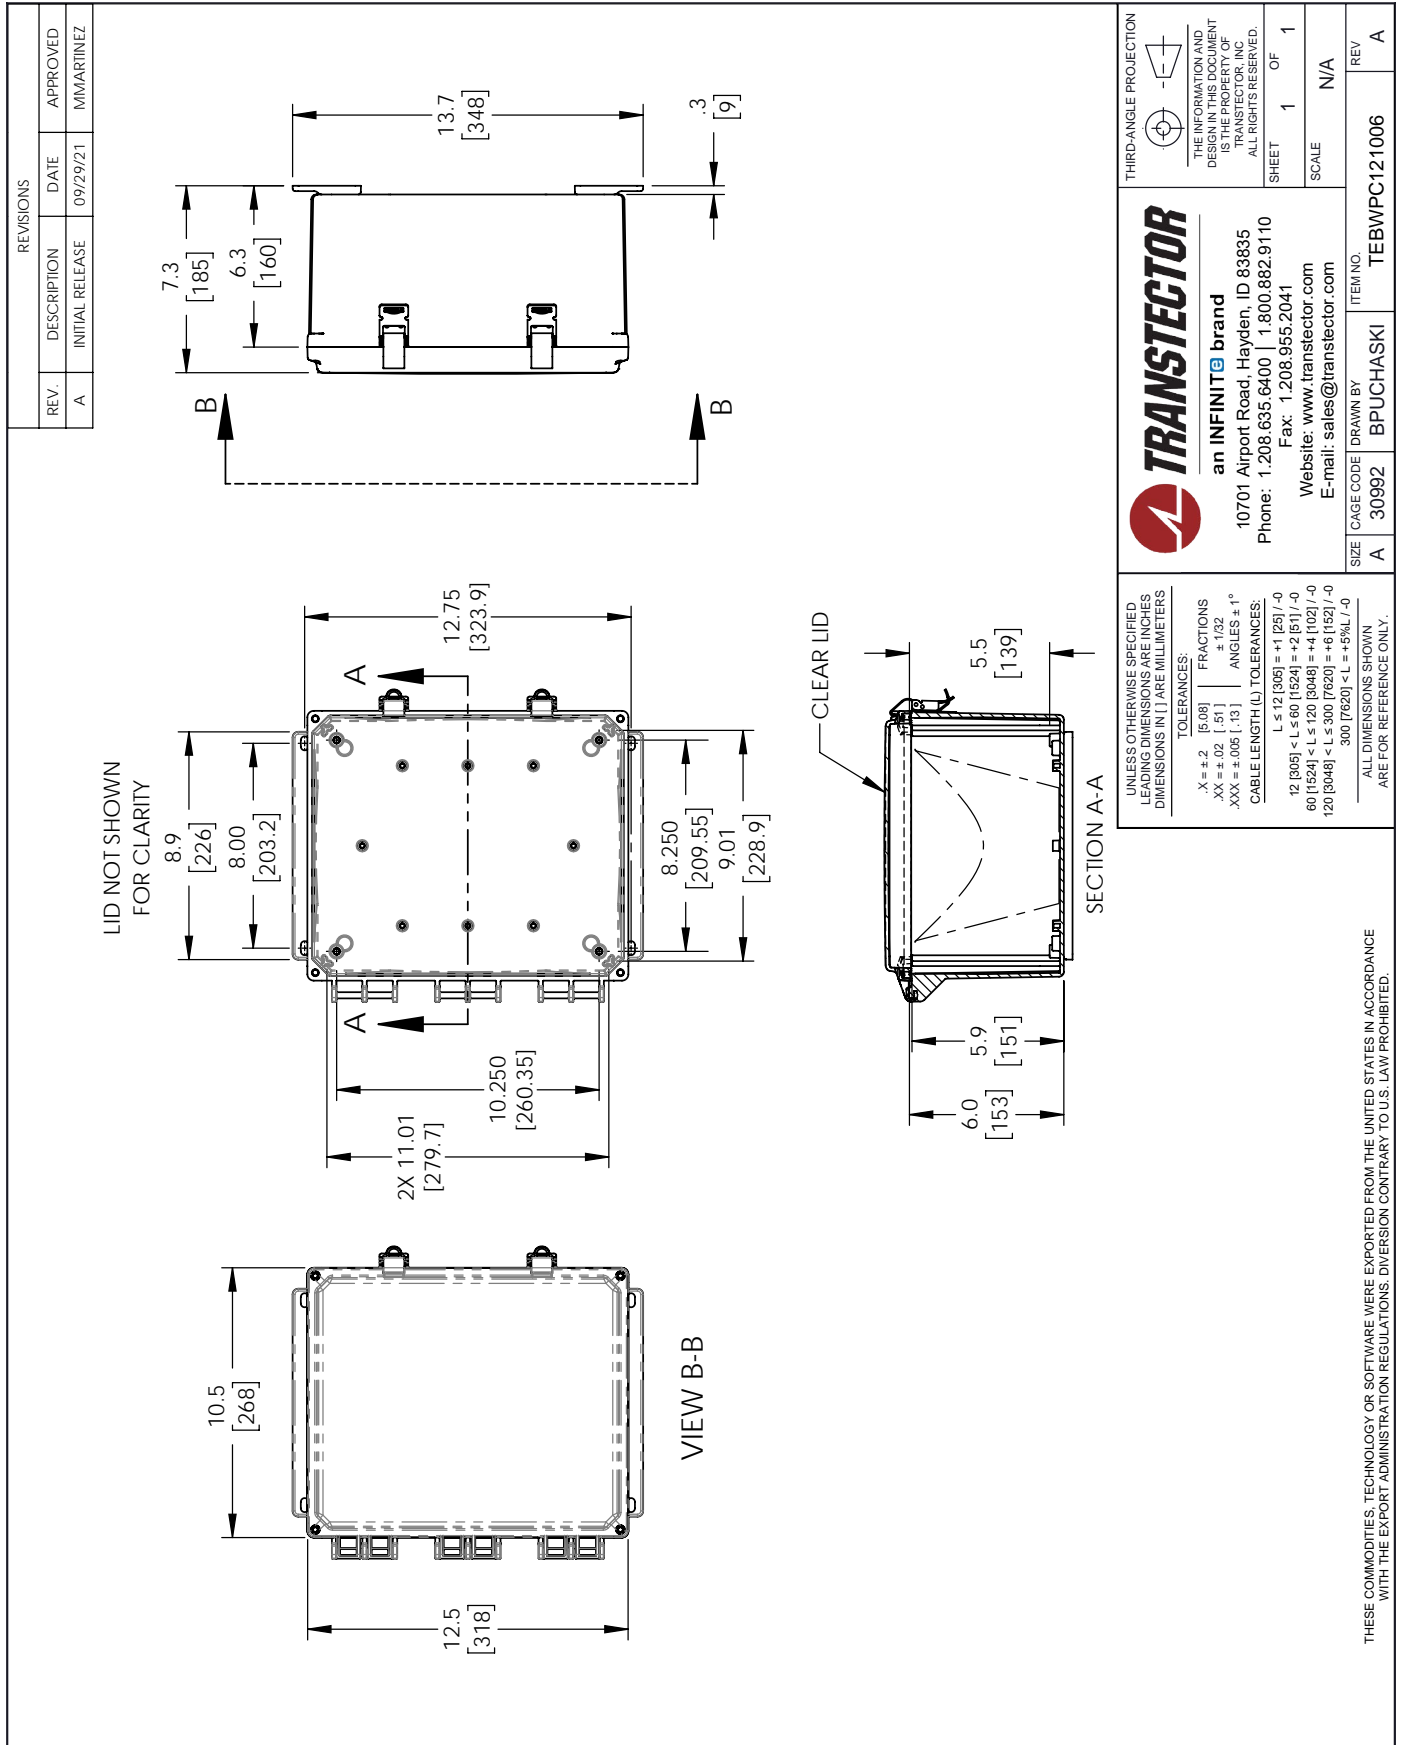 REVISIONS
REV. DESCRIPTION DATE APPROVED
A INITIAL RELEASE 09/29/21 MMARTINEZ
10.5
[268]
12.5
[318]
VIEW B-B
LID NOT SHOWN
FOR CLARITY
8.9
[226]
8.00
[203.2]
12.75
[323.9]
A
A
10.250
[260.35]
2X 11.01
[279.7]
8.250
[209.55]
9.01
[228.9]
B
B
7.3
[185]
6.3
[160]
13.7
[348]
.3
[9]
CLEAR LID
5.5
[139]
5.9
[151]
6.0
[153]
SECTION A-A
UNLESS OTHERWISE SPECIFIED
LEADING DIMENSIONS ARE INCHES
DIMENSIONS IN [ ] ARE MILLIMETERS
TOLERANCES:
.X = ± .2 [5.08] FRACTIONS
.XX = ± .02 [ .51 ] ± 1/32
.XXX = ± .005 [ .13 ] ANGLES ± 1°
CABLE LENGTH (L) TOLERANCES:
L ≤ 12 [305] = +1 [25] / -0
12 [305] < L ≤ 60 [1524] = +2 [51] / -0
60 [1524] < L ≤ 120 [3048] = +4 [102] / -0
120 [3048] < L ≤ 300 [7620] = +6 [152] / -0
300 [7620] < L = +5%L / -0
ALL DIMENSIONS SHOWN
ARE FOR REFERENCE ONLY.
TRANSTECTOR
an INFINITe brand
10701 Airport Road, Hayden, ID 83835
Phone: 1.208.635.6400 | 1.800.882.9110
Fax: 1.208.955.2041
Website: www.transtector.com
E-mail: sales@transtector.com
THIRD-ANGLE PROJECTION
THE INFORMATION AND
DESIGN IN THIS DOCUMENT
IS THE PROPERTY OF
TRANSTECTOR, INC
ALL RIGHTS RESERVED.
SHEET 1 OF 1
SCALE N/A
SIZE CAGE CODE DRAWN BY ITEM NO. REV
A 30992 BPUCHASKI TEBWPC121006 A
THESE COMMODITIES, TECHNOLOGY OR SOFTWARE WERE EXPORTED FROM THE UNITED STATES IN ACCORDANCE
WITH THE EXPORT ADMINISTRATION REGULATIONS. DIVERSION CONTRARY TO U.S. LAW PROHIBITED.